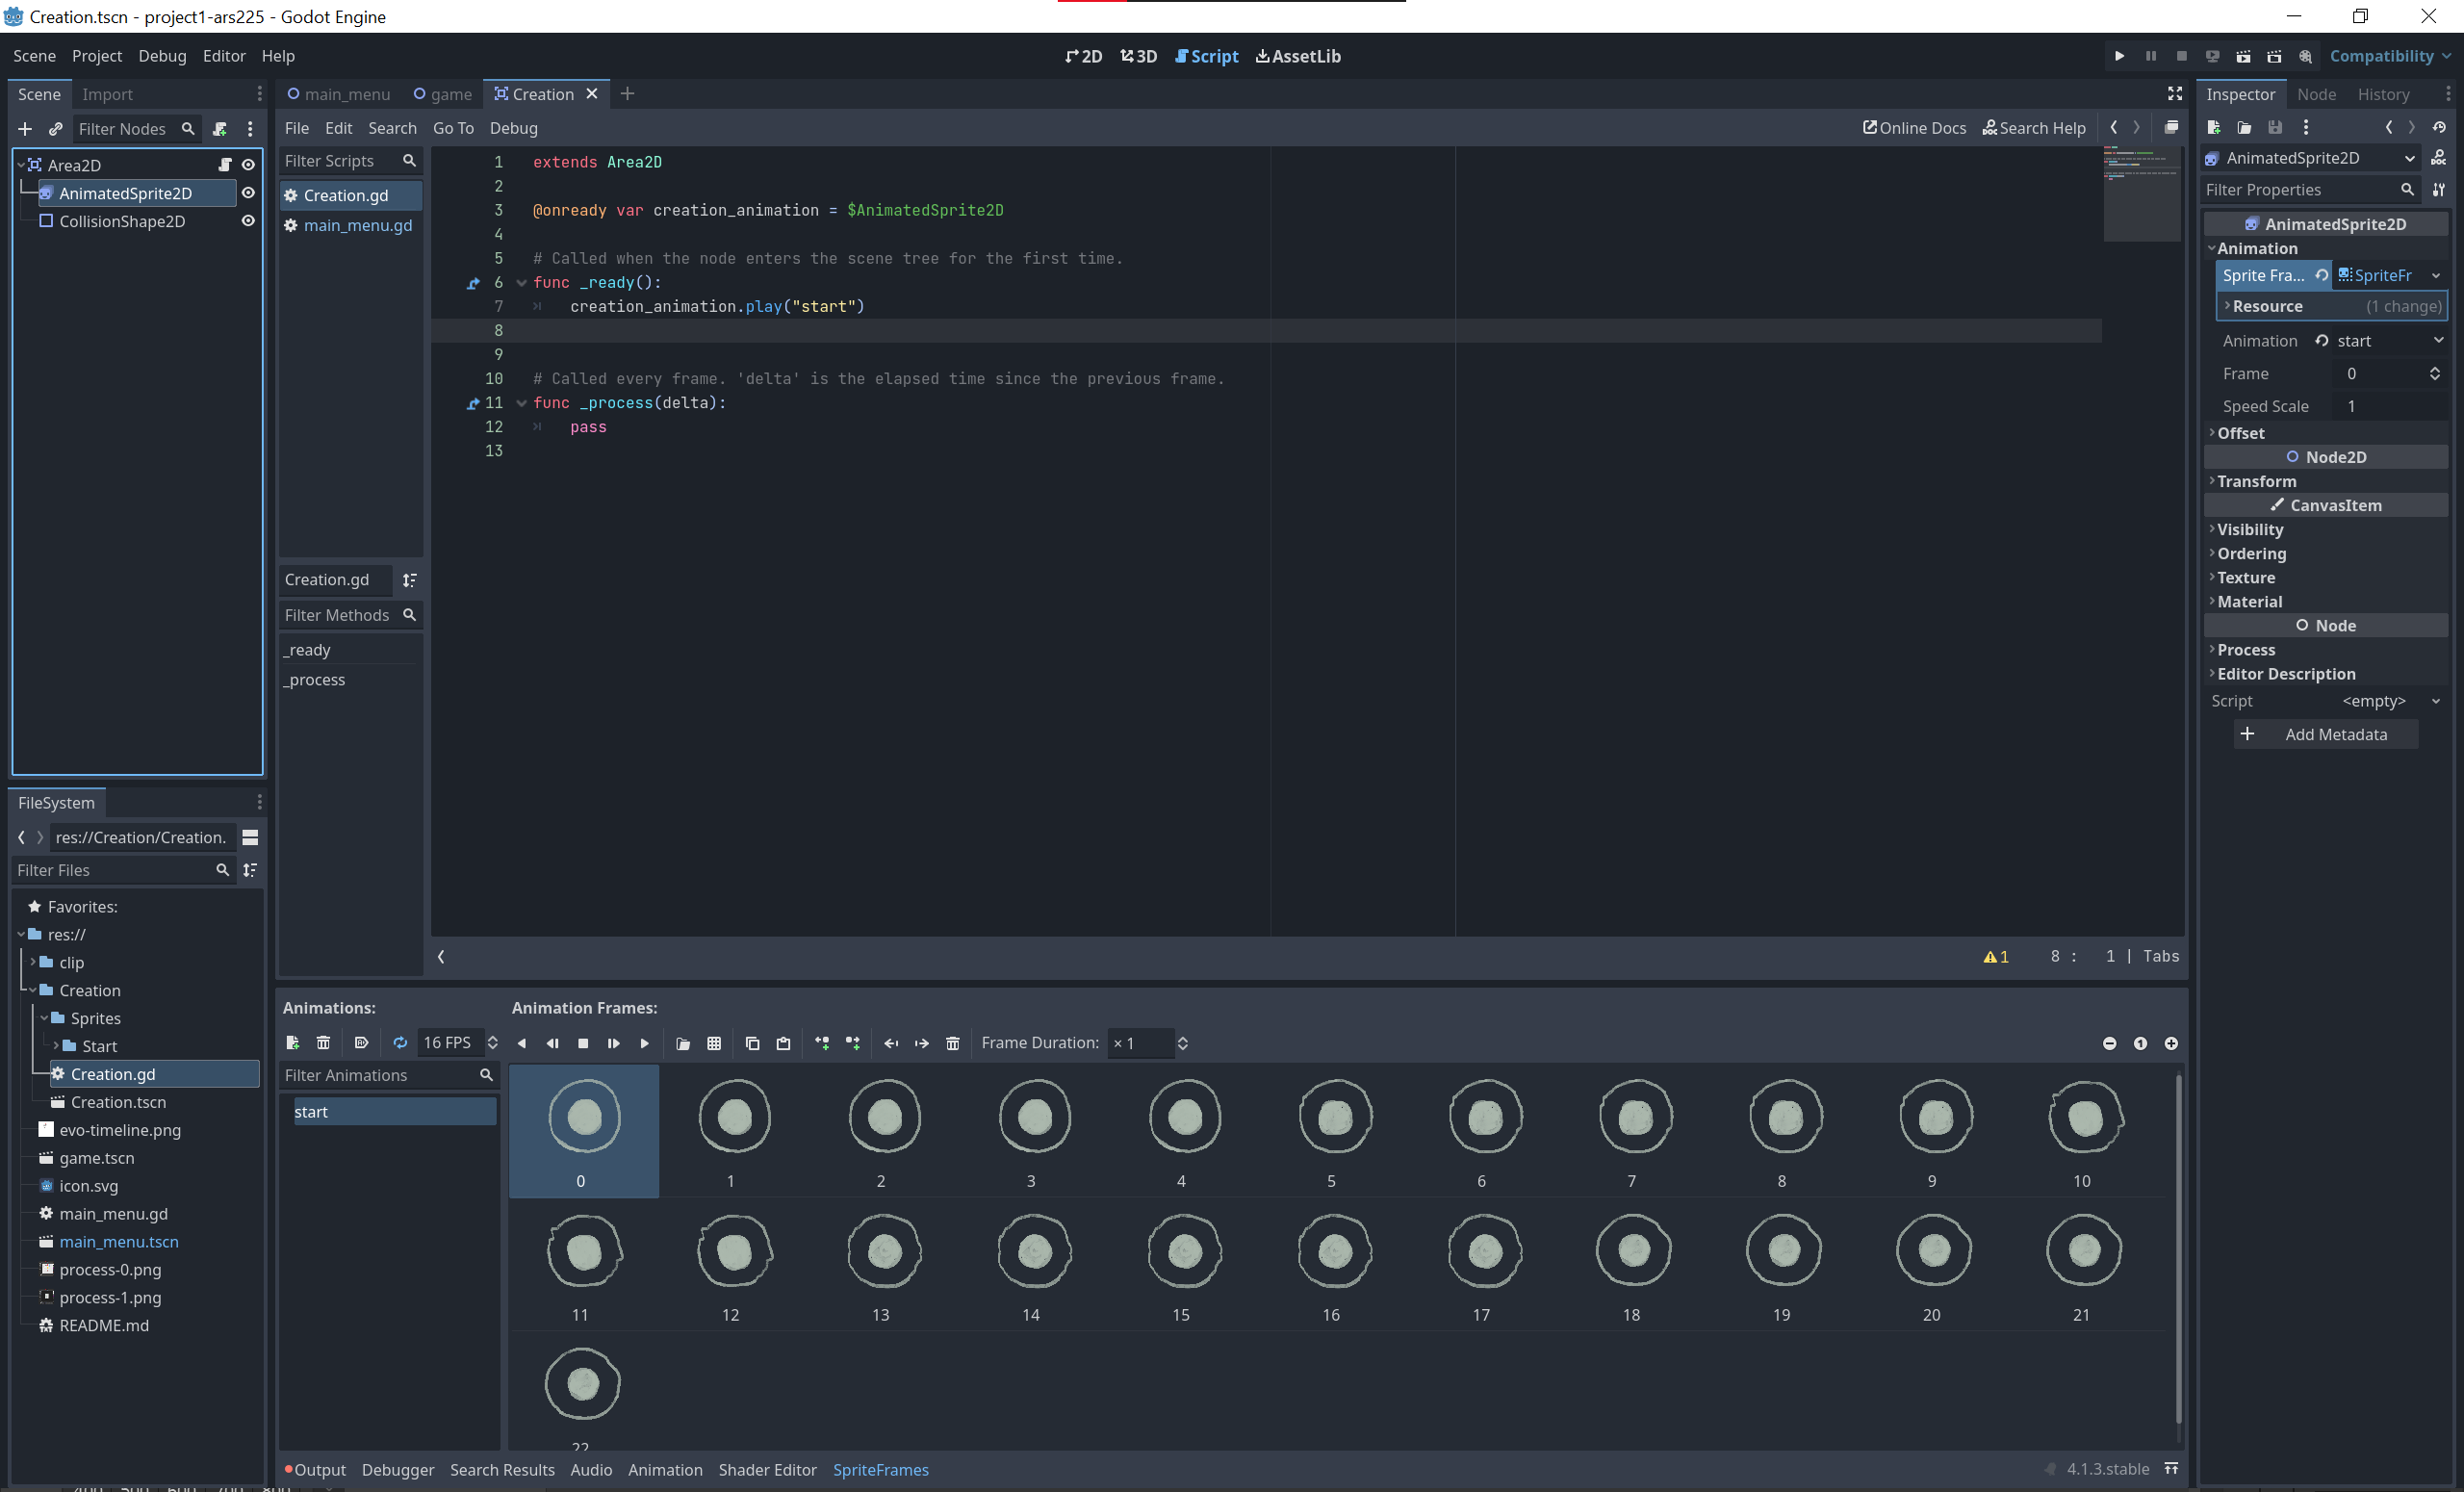 Creation.tscn - project1-ars225 - Godot Engine
Scene Project Debug Editor Help
2D 3D Script AssetLib
Compatibility
Scene Import
Filter Nodes
Area2D
AnimatedSprite2D
CollisionShape2D
main_menu game Creation
File Edit Search Go To Debug
Online Docs Search Help
Filter Scripts
Creation.gd
main_menu.gd
Creation.gd
Filter Methods
_ready
_process
1 extends Area2D
2
3 @onready var creation_animation = $AnimatedSprite2D
4
5 # Called when the node enters the scene tree for the first time.
6 func _ready():
7 creation_animation.play("start")
8
9
10 # Called every frame. 'delta' is the elapsed time since the previous frame.
11 func _process(delta):
12 pass
13
1 8 : 1 | Tabs
FileSystem
res://Creation/Creation.
Filter Files
Favorites:
res://
clip
Creation
Sprites
Start
Creation.gd
Creation.tscn
evo-timeline.png
game.tscn
icon.svg
main_menu.gd
main_menu.tscn
process-0.png
process-1.png
README.md
Animations:
16 FPS
Filter Animations
start
Animation Frames:
Frame Duration: × 1
0 1 2 3 4 5 6 7 8 9 10
11 12 13 14 15 16 17 18 19 20 21
22
Output Debugger Search Results Audio Animation Shader Editor SpriteFrames
4.1.3.stable
Inspector Node History
AnimatedSprite2D
Filter Properties
AnimatedSprite2D
Animation
Sprite Fra... SpriteFr
Resource (1 change)
Animation start
Frame 0
Speed Scale 1
Offset
Node2D
Transform
CanvasItem
Visibility
Ordering
Texture
Material
Node
Process
Editor Description
Script <empty>
Add Metadata